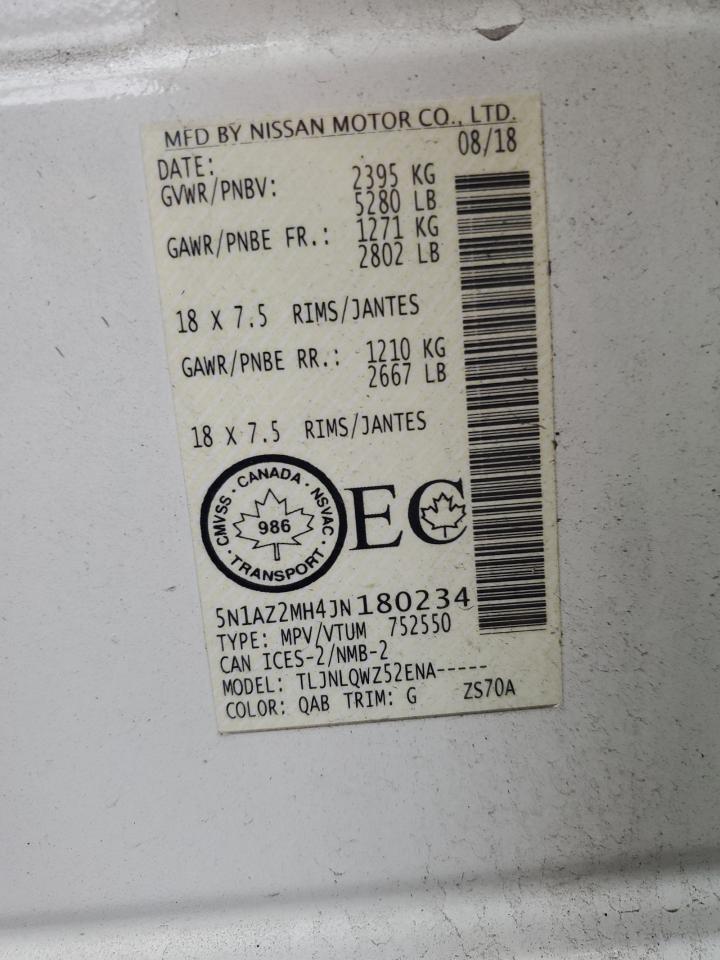 MFD BY NISSAN MOTOR CO., LTD.
DATE: 08/18
GVWR/PNBV: 2395 KG
5280 LB
GAWR/PNBE FR.: 1271 KG
2802 LB
18 X 7.5 RIMS/JANTES
GAWR/PNBE RR.: 1210 KG
2667 LB
18 X 7.5 RIMS/JANTES
CMVSS · CANADA · NSVAC · TRANSPORT ·
986
EC
5N1AZ2MH4JN180234
TYPE: MPV/VTUM 752550
CAN ICES-2/NMB-2
MODEL: TLJNLQWZ52ENA-----
COLOR: QAB TRIM: G ZS70A